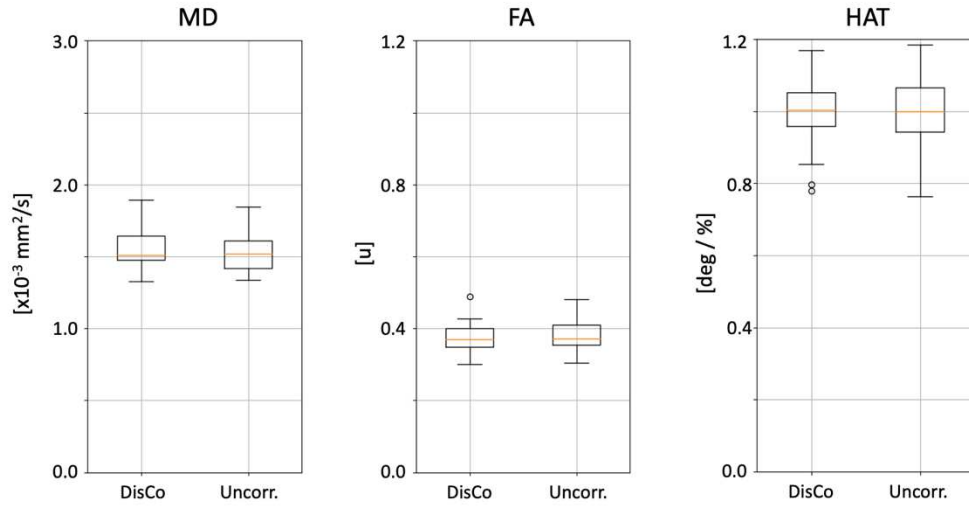 MD
3.0
2.0
1.0
0.0
[x10⁻³ mm²/s]
DisCo
Uncorr.
FA
1.2
0.8
0.4
0.0
[u]
DisCo
Uncorr.
HAT
1.2
0.8
0.4
0.0
[deg / %]
DisCo
Uncorr.